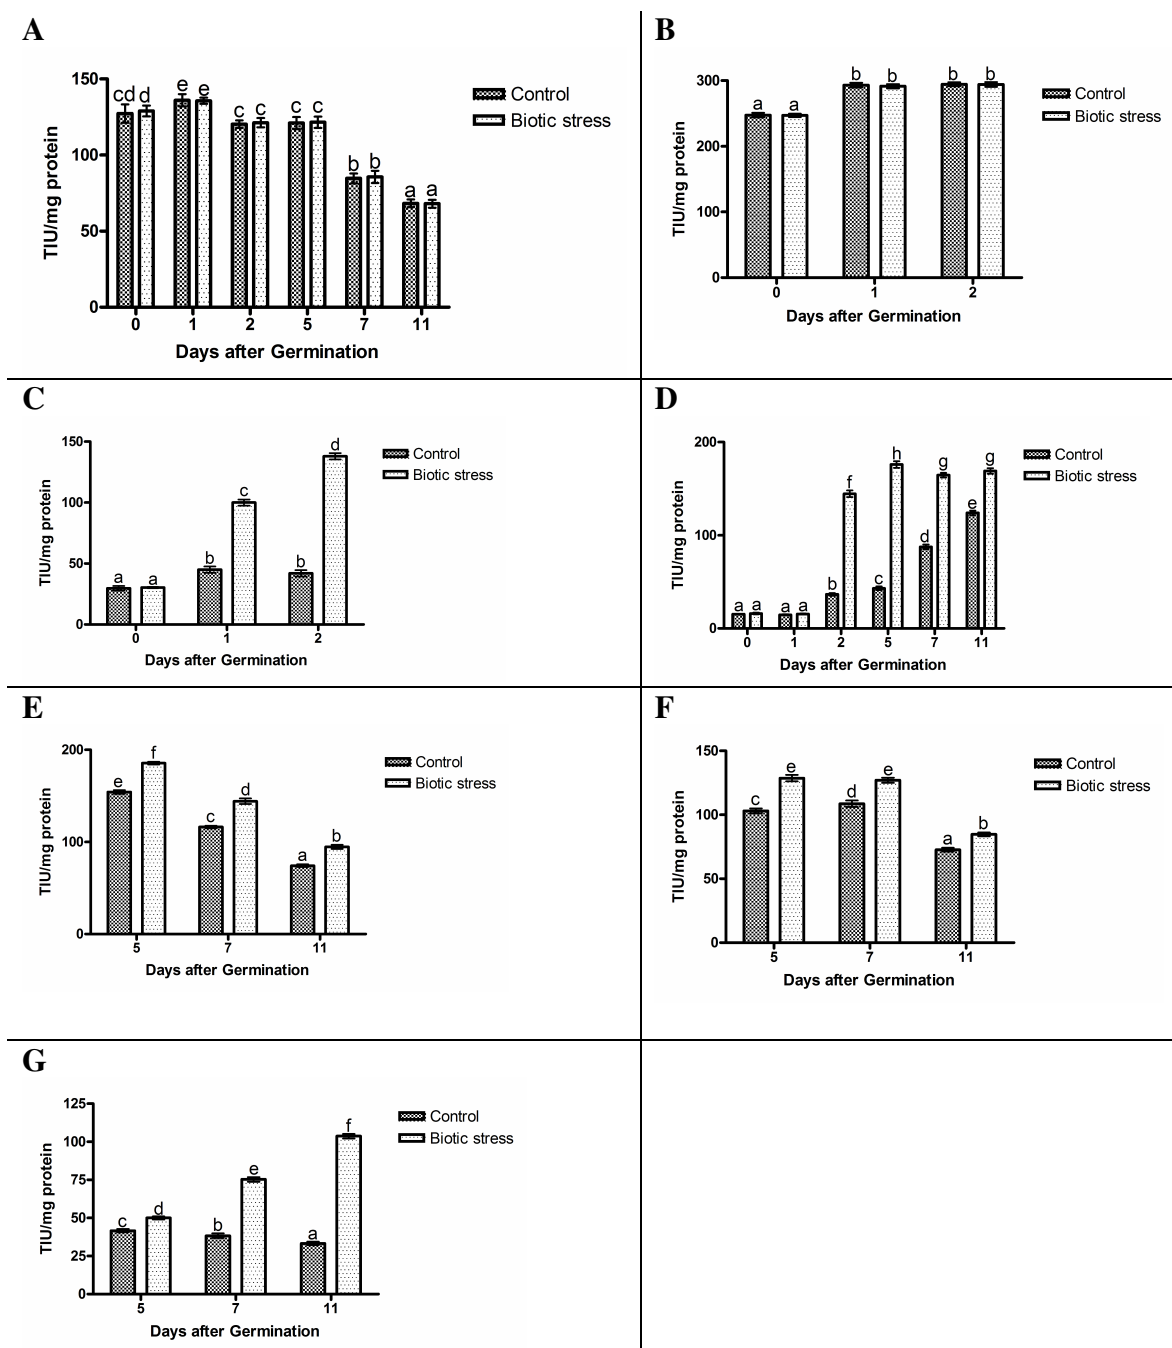 A
150
100
50
0
TIU/mg protein
cd d e e c c c c b b a a
0 1 2 5 7 11
Days after Germination
Control
Biotic stress
B
300
200
100
0
TIU/mg protein
a a b b b b
0 1 2
Days after Germination
Control
Biotic stress
C
150
100
50
0
TIU/mg protein
a a b c b d
0 1 2
Days after Germination
Control
Biotic stress
D
200
100
0
TIU/mg protein
a a a a b f c h d g e g
0 1 2 5 7 11
Days after Germination
Control
Biotic stress
E
200
100
0
TIU/mg protein
e f c d a b
5 7 11
Days after Germination
Control
Biotic stress
F
150
100
50
0
TIU/mg protein
c e d e a b
5 7 11
Days after Germination
Control
Biotic stress
G
125
100
75
50
25
0
TIU/mg protein
c d b e a f
5 7 11
Days after Germination
Control
Biotic stress